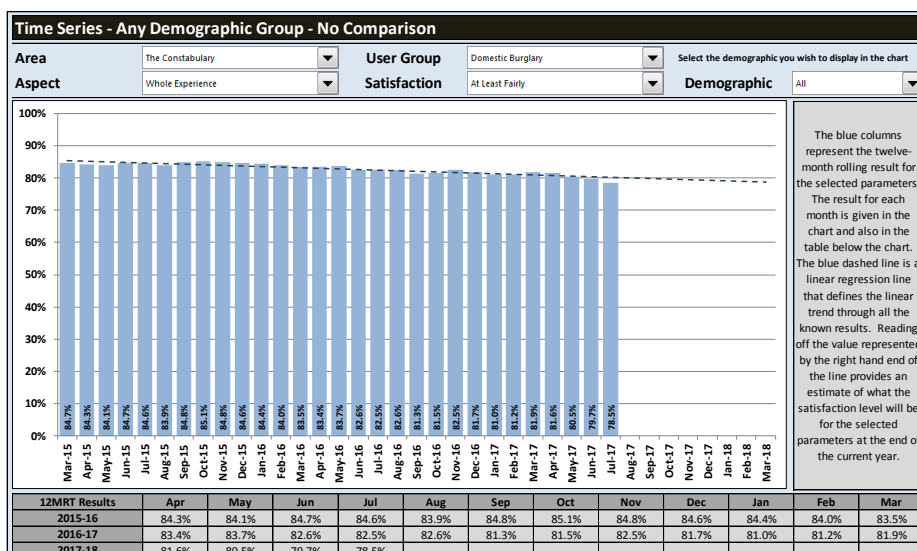 Time Series - Any Demographic Group - No Comparison
Area The Constabulary User Group Domestic Burglary Select the demographic you wish to display in the chart
Aspect Whole Experience Satisfaction At Least Fairly Demographic All
100%
90%
80%
70%
60%
50%
40%
30%
20%
10%
0%
84.7% 84.3% 84.1% 84.7% 84.6% 83.9% 84.8% 85.1% 84.8% 84.6% 84.4% 84.0% 83.5% 83.4% 83.7% 82.6% 82.5% 82.6% 81.3% 81.5% 82.5% 81.7% 81.0% 81.2% 81.9% 81.6% 80.5% 79.7% 78.5%
Mar-15 Apr-15 May-15 Jun-15 Jul-15 Aug-15 Sep-15 Oct-15 Nov-15 Dec-15 Jan-16 Feb-16 Mar-16 Apr-16 May-16 Jun-16 Jul-16 Aug-16 Sep-16 Oct-16 Nov-16 Dec-16 Jan-17 Feb-17 Mar-17 Apr-17 May-17 Jun-17 Jul-17 Aug-17 Sep-17 Oct-17 Nov-17 Dec-17 Jan-18 Feb-18 Mar-18
The blue columns
represent the twelve-
month rolling result for
the selected parameters
The result for each
month is given in the
chart and also in the
table below the chart.
The blue dashed line is a
linear regression line
that defines the linear
trend through all the
known results. Reading
off the value represented
by the right hand end of
the line provides an
estimate of what the
satisfaction level will be
for the selected
parameters at the end of
the current year.
12MRT Results Apr May Jun Jul Aug Sep Oct Nov Dec Jan Feb Mar
2015-16 84.3% 84.1% 84.7% 84.6% 83.9% 84.8% 85.1% 84.8% 84.6% 84.4% 84.0% 83.5%
2016-17 83.4% 83.7% 82.6% 82.5% 82.6% 81.3% 81.5% 82.5% 81.7% 81.0% 81.2% 81.9%
2017-18 81.6% 80.5% 79.7% 78.5%